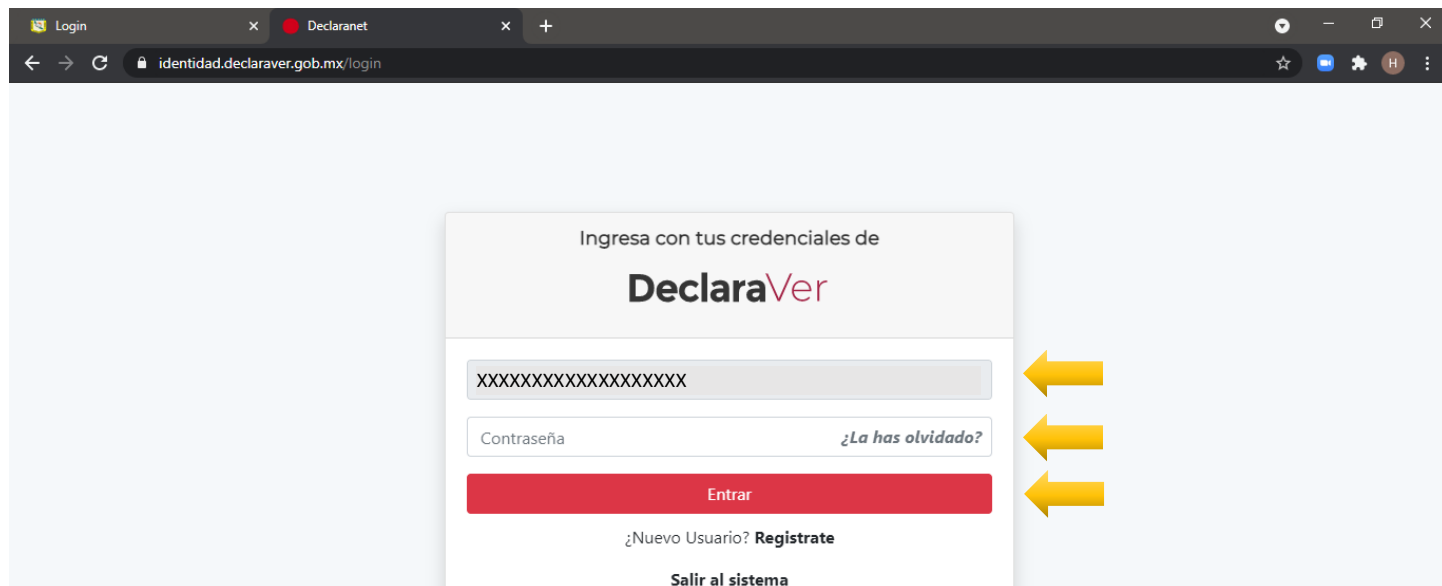 Login
Declaranet
identidad.declaraver.gob.mx/login
H
Ingresa con tus credenciales de
DeclaraVer
XXXXXXXXXXXXXXXXXXX
Contraseña ¿La has olvidado?
Entrar
¿Nuevo Usuario? Registrate
Salir al sistema